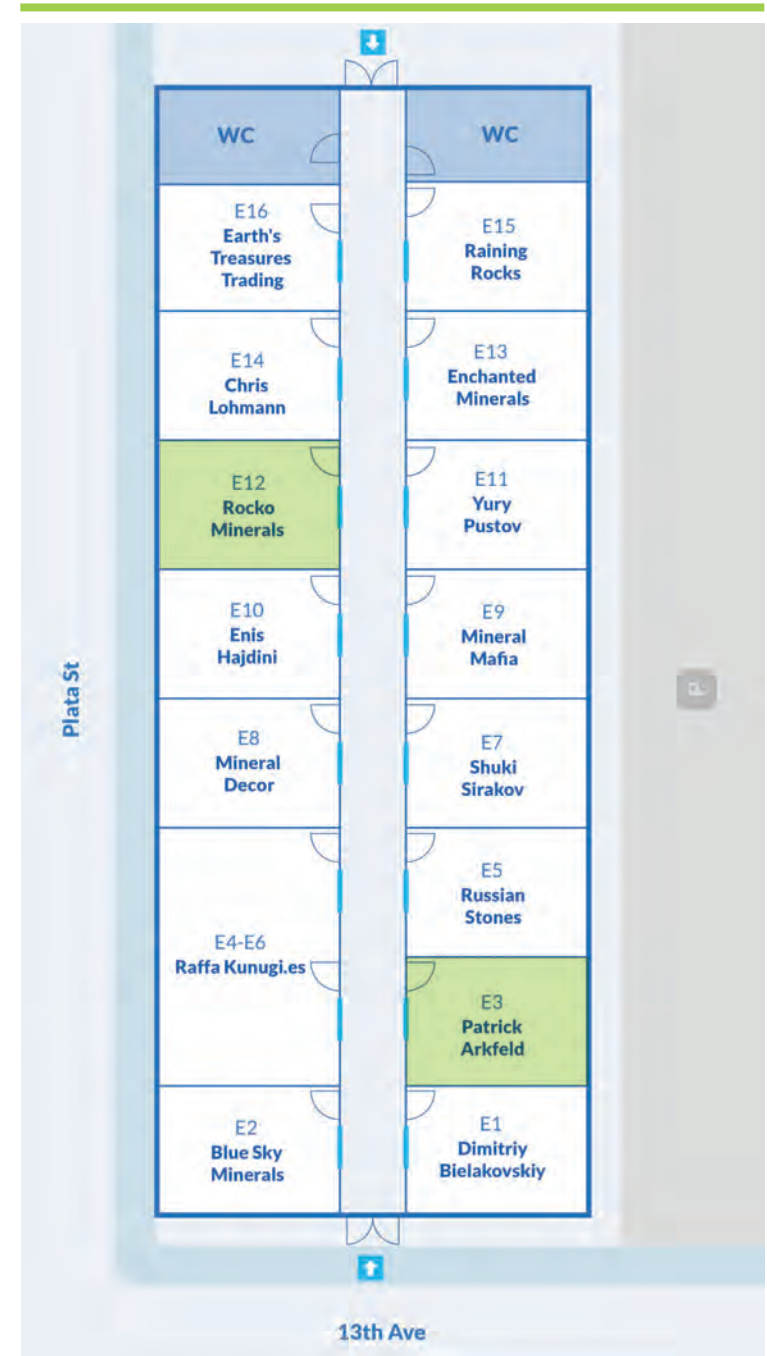 WC
WC
E16
Earth's
Treasures
Trading
E15
Raining
Rocks
E14
Chris
Lohmann
E13
Enchanted
Minerals
E12
Rocko
Minerals
E11
Yury
Pustov
E10
Enis
Hajdini
E9
Mineral
Mafia
E8
Mineral
Decor
E7
Shuki
Sirakov
E5
Russian
Stones
E4-E6
Raffa Kunugi.es
E3
Patrick
Arkfeld
E2
Blue Sky
Minerals
E1
Dimitriy
Bielakovskiy
Plata St
P
13th Ave